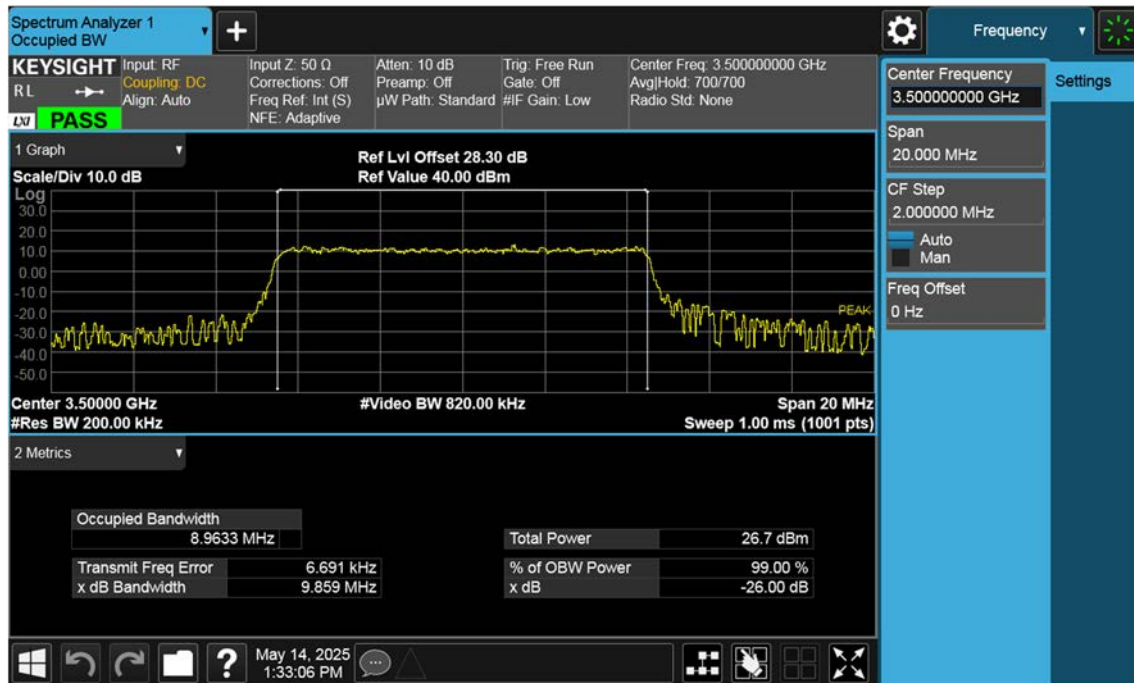 Spectrum Analyzer 1
Occupied BW
+
Frequency
KEYSIGHT
R L
LXI
PASS
Input: RF
Coupling: DC
Align: Auto
Input Z: 50 Ω
Corrections: Off
Freq Ref: Int (S)
NFE: Adaptive
Atten: 10 dB
Preamp: Off
µW Path: Standard
Trig: Free Run
Gate: Off
#IF Gain: Low
Center Freq: 3.500000000 GHz
Avg|Hold: 700/700
Radio Std: None
Center Frequency
3.500000000 GHz
Settings
Span
20.000 MHz
CF Step
2.000000 MHz
Auto
Man
Freq Offset
0 Hz
1 Graph
Scale/Div 10.0 dB
Ref Lvl Offset 28.30 dB
Ref Value 40.00 dBm
Log
30.0
20.0
10.0
0.00
-10.0
-20.0
-30.0
-40.0
-50.0
PEAK
Center 3.50000 GHz
#Video BW 820.00 kHz
Span 20 MHz
#Res BW 200.00 kHz
Sweep 1.00 ms (1001 pts)
2 Metrics
Occupied Bandwidth
8.9633 MHz
Total Power 26.7 dBm
Transmit Freq Error 6.691 kHz
% of OBW Power 99.00 %
x dB Bandwidth 9.859 MHz
x dB -26.00 dB
?
May 14, 2025
1:33:06 PM